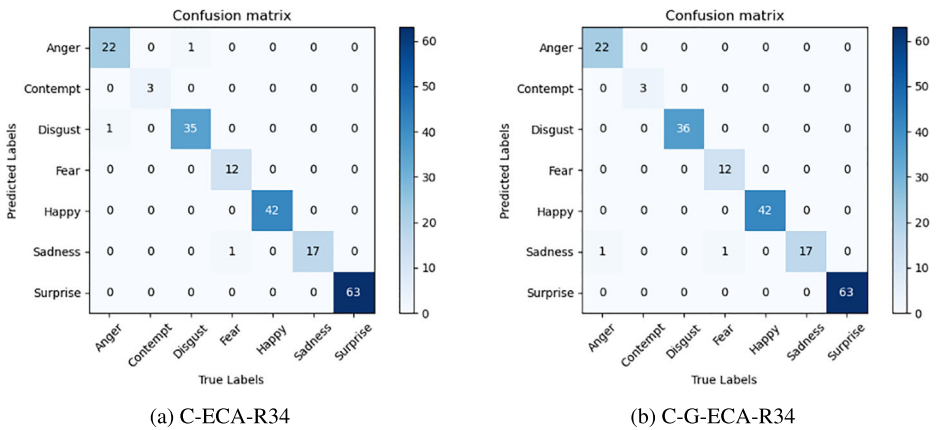 Confusion matrix
Predicted Labels
Anger 22 0 1 0 0 0 0
Contempt 0 3 0 0 0 0 0
Disgust 1 0 35 0 0 0 0
Fear 0 0 0 12 0 0 0
Happy 0 0 0 0 42 0 0
Sadness 0 0 0 1 0 17 0
Surprise 0 0 0 0 0 0 63
Anger Contempt Disgust Fear Happy Sadness Surprise
True Labels
60
50
40
30
20
10
0
(a) C-ECA-R34
Confusion matrix
Predicted Labels
Anger 22 0 0 0 0 0 0
Contempt 0 3 0 0 0 0 0
Disgust 0 0 36 0 0 0 0
Fear 0 0 0 12 0 0 0
Happy 0 0 0 0 42 0 0
Sadness 1 0 0 1 0 17 0
Surprise 0 0 0 0 0 0 63
Anger Contempt Disgust Fear Happy Sadness Surprise
True Labels
60
50
40
30
20
10
0
(b) C-G-ECA-R34